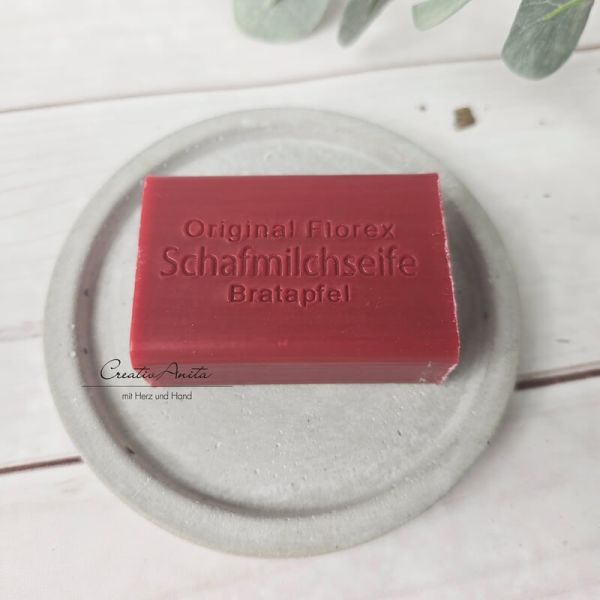 Original Florex
Schafmilchseife
Bratapfel
CreativAnita
mit Herz und Hand